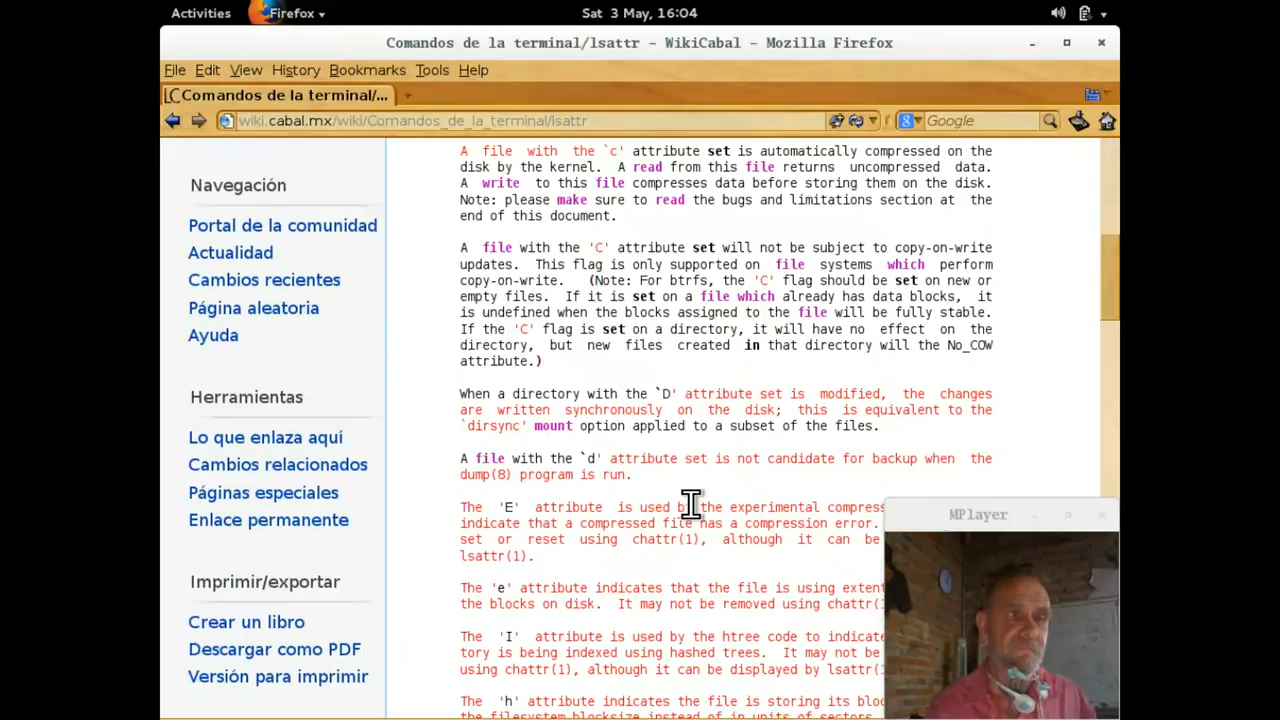 Activities
Firefox
Sat 3 May, 16:04
Comandos de la terminal/lsattr - WikiCabal - Mozilla Firefox
File Edit View History Bookmarks Tools Help
Comandos de la terminal/...
wiki.cabal.mx/wiki/Comandos_de_la_terminal/lsattr
Google
Navegación
Portal de la comunidad
Actualidad
Cambios recientes
Página aleatoria
Ayuda
Herramientas
Lo que enlaza aquí
Cambios relacionados
Páginas especiales
Enlace permanente
Imprimir/exportar
Crear un libro
Descargar como PDF
Versión para imprimir
A file with the `c' attribute set is automatically compressed on the
disk by the kernel. A read from this file returns uncompressed data.
A write to this file compresses data before storing them on the disk.
Note: please make sure to read the bugs and limitations section at the
end of this document.
A file with the 'C' attribute set will not be subject to copy-on-write
updates. This flag is only supported on file systems which perform
copy-on-write. (Note: For btrfs, the 'C' flag should be set on new or
empty files. If it is set on a file which already has data blocks, it
is undefined when the blocks assigned to the file will be fully stable.
If the 'C' flag is set on a directory, it will have no effect on the
directory, but new files created in that directory will the No_COW
attribute.)
When a directory with the `D' attribute set is modified, the changes
are written synchronously on the disk; this is equivalent to the
`dirsync' mount option applied to a subset of the files.
A file with the `d' attribute set is not candidate for backup when the
dump(8) program is run.
The 'E' attribute is used by the experimental compress
indicate that a compressed file has a compression error.
set or reset using chattr(1), although it can be
lsattr(1).
The 'e' attribute indicates that the file is using extent
the blocks on disk. It may not be removed using chattr(
The 'I' attribute is used by the htree code to indicate
tory is being indexed using hashed trees. It may not be
using chattr(1), although it can be displayed by lsattr(
The 'h' attribute indicates the file is storing its bloc
the filesystem blocksize instead of in units of sectors
MPlayer